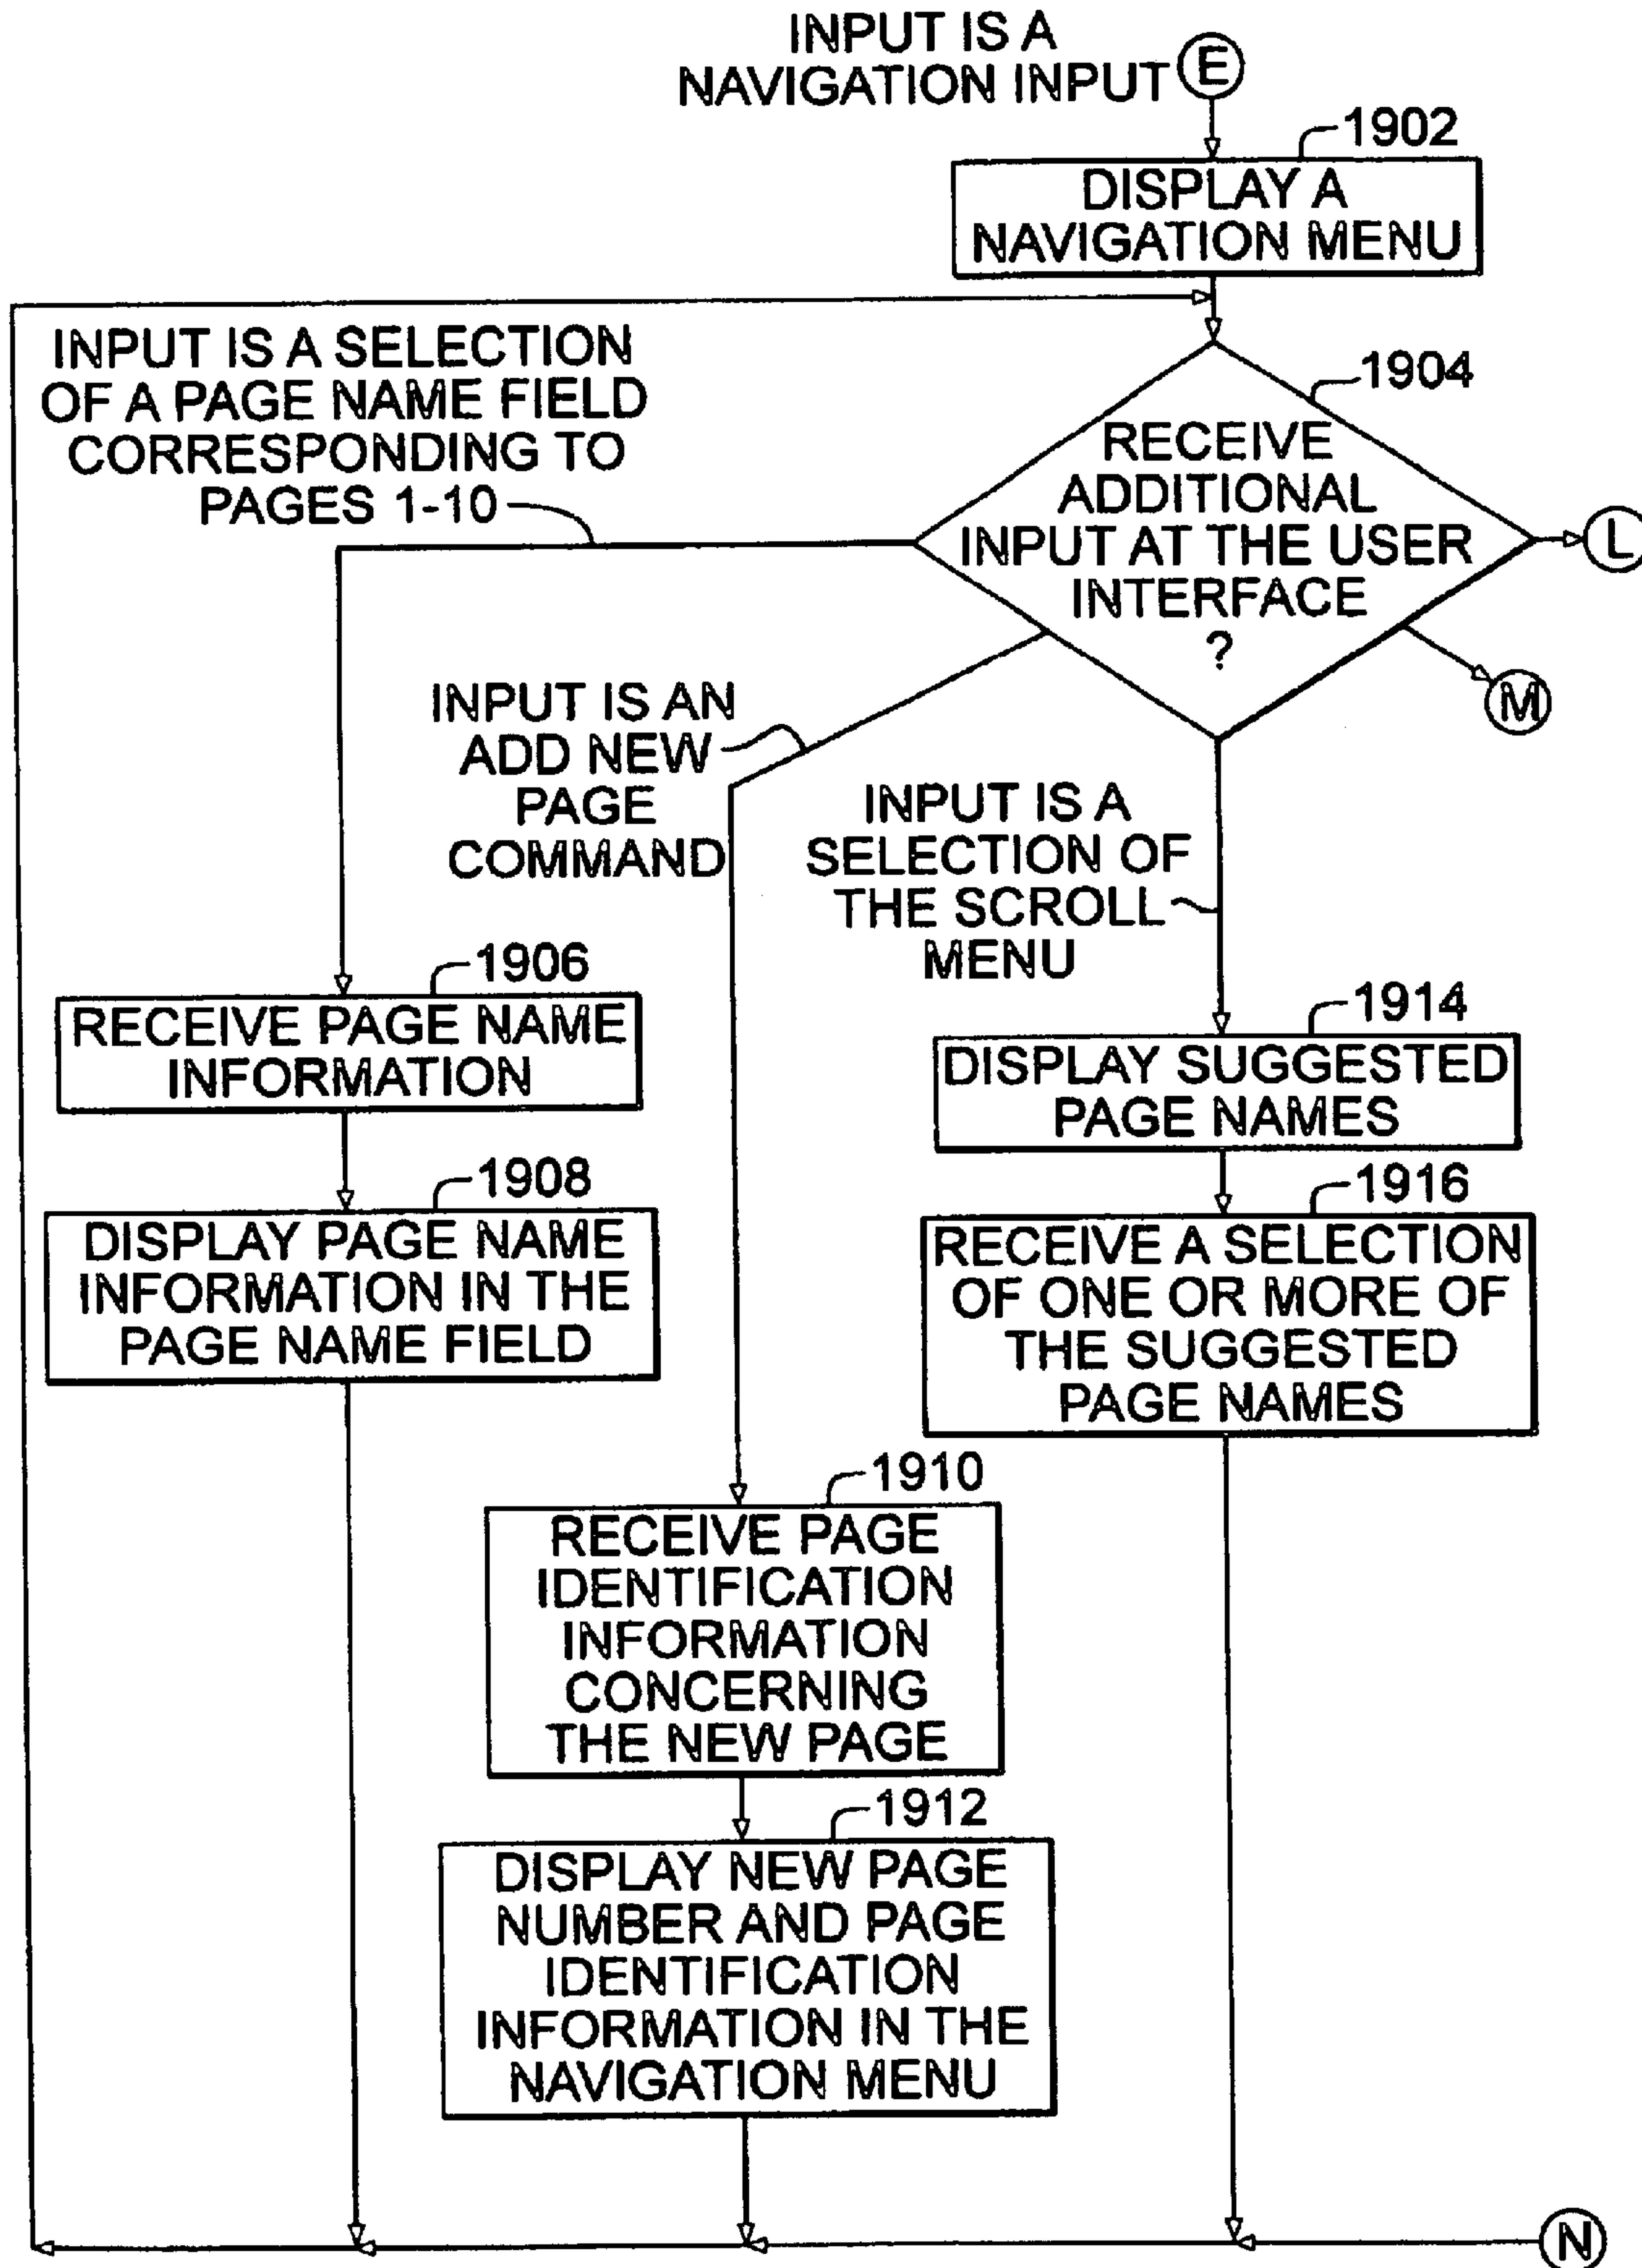 INPUT IS A
NAVIGATION INPUT
E
1902
DISPLAY A
NAVIGATION MENU
INPUT IS A SELECTION
OF A PAGE NAME FIELD
CORRESPONDING TO
PAGES 1-10
1904
RECEIVE
ADDITIONAL
INPUT AT THE USER
INTERFACE
?
L
M
INPUT IS AN
ADD NEW
PAGE
COMMAND
INPUT IS A
SELECTION OF
THE SCROLL
MENU
1906
RECEIVE PAGE NAME
INFORMATION
1914
DISPLAY SUGGESTED
PAGE NAMES
1908
DISPLAY PAGE NAME
INFORMATION IN THE
PAGE NAME FIELD
1916
RECEIVE A SELECTION
OF ONE OR MORE OF
THE SUGGESTED
PAGE NAMES
1910
RECEIVE PAGE
IDENTIFICATION
INFORMATION
CONCERNING
THE NEW PAGE
1912
DISPLAY NEW PAGE
NUMBER AND PAGE
IDENTIFICATION
INFORMATION IN THE
NAVIGATION MENU
N